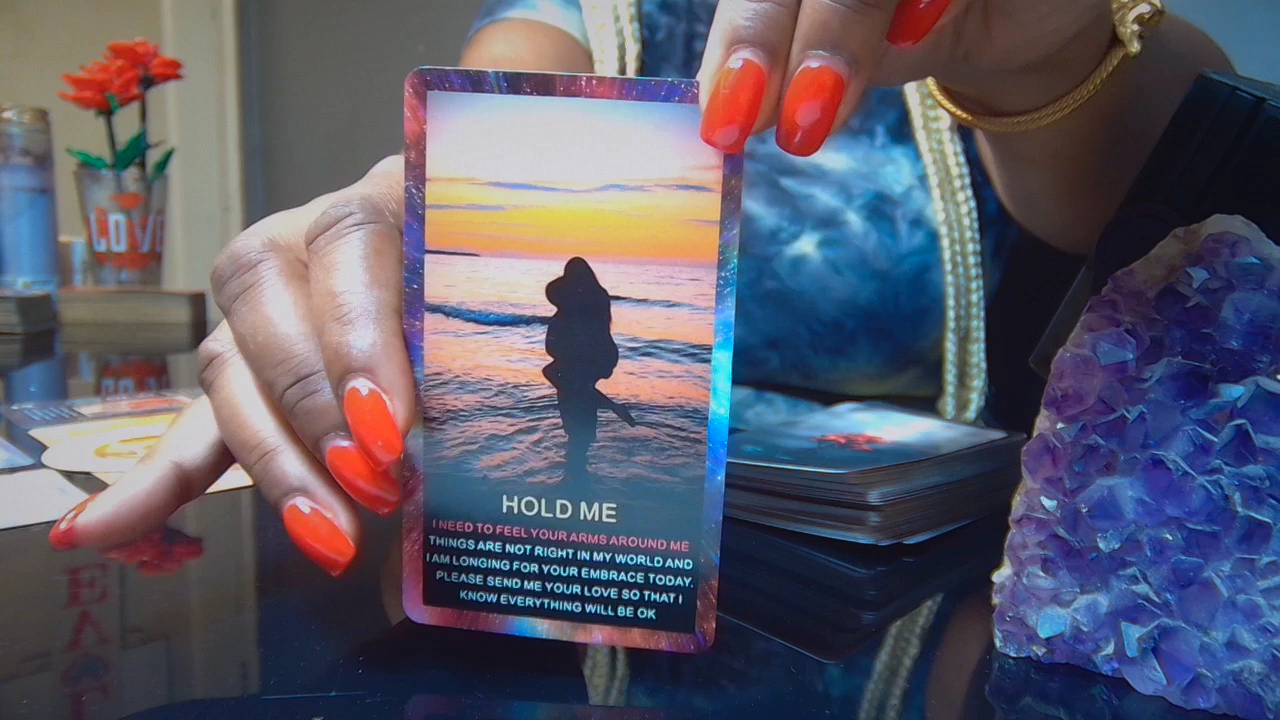 LOVE
HOLD ME
I NEED TO FEEL YOUR ARMS AROUND ME
THINGS ARE NOT RIGHT IN MY WORLD AND
I AM LONGING FOR YOUR EMBRACE TODAY.
PLEASE SEND ME YOUR LOVE SO THAT I
KNOW EVERYTHING WILL BE OK